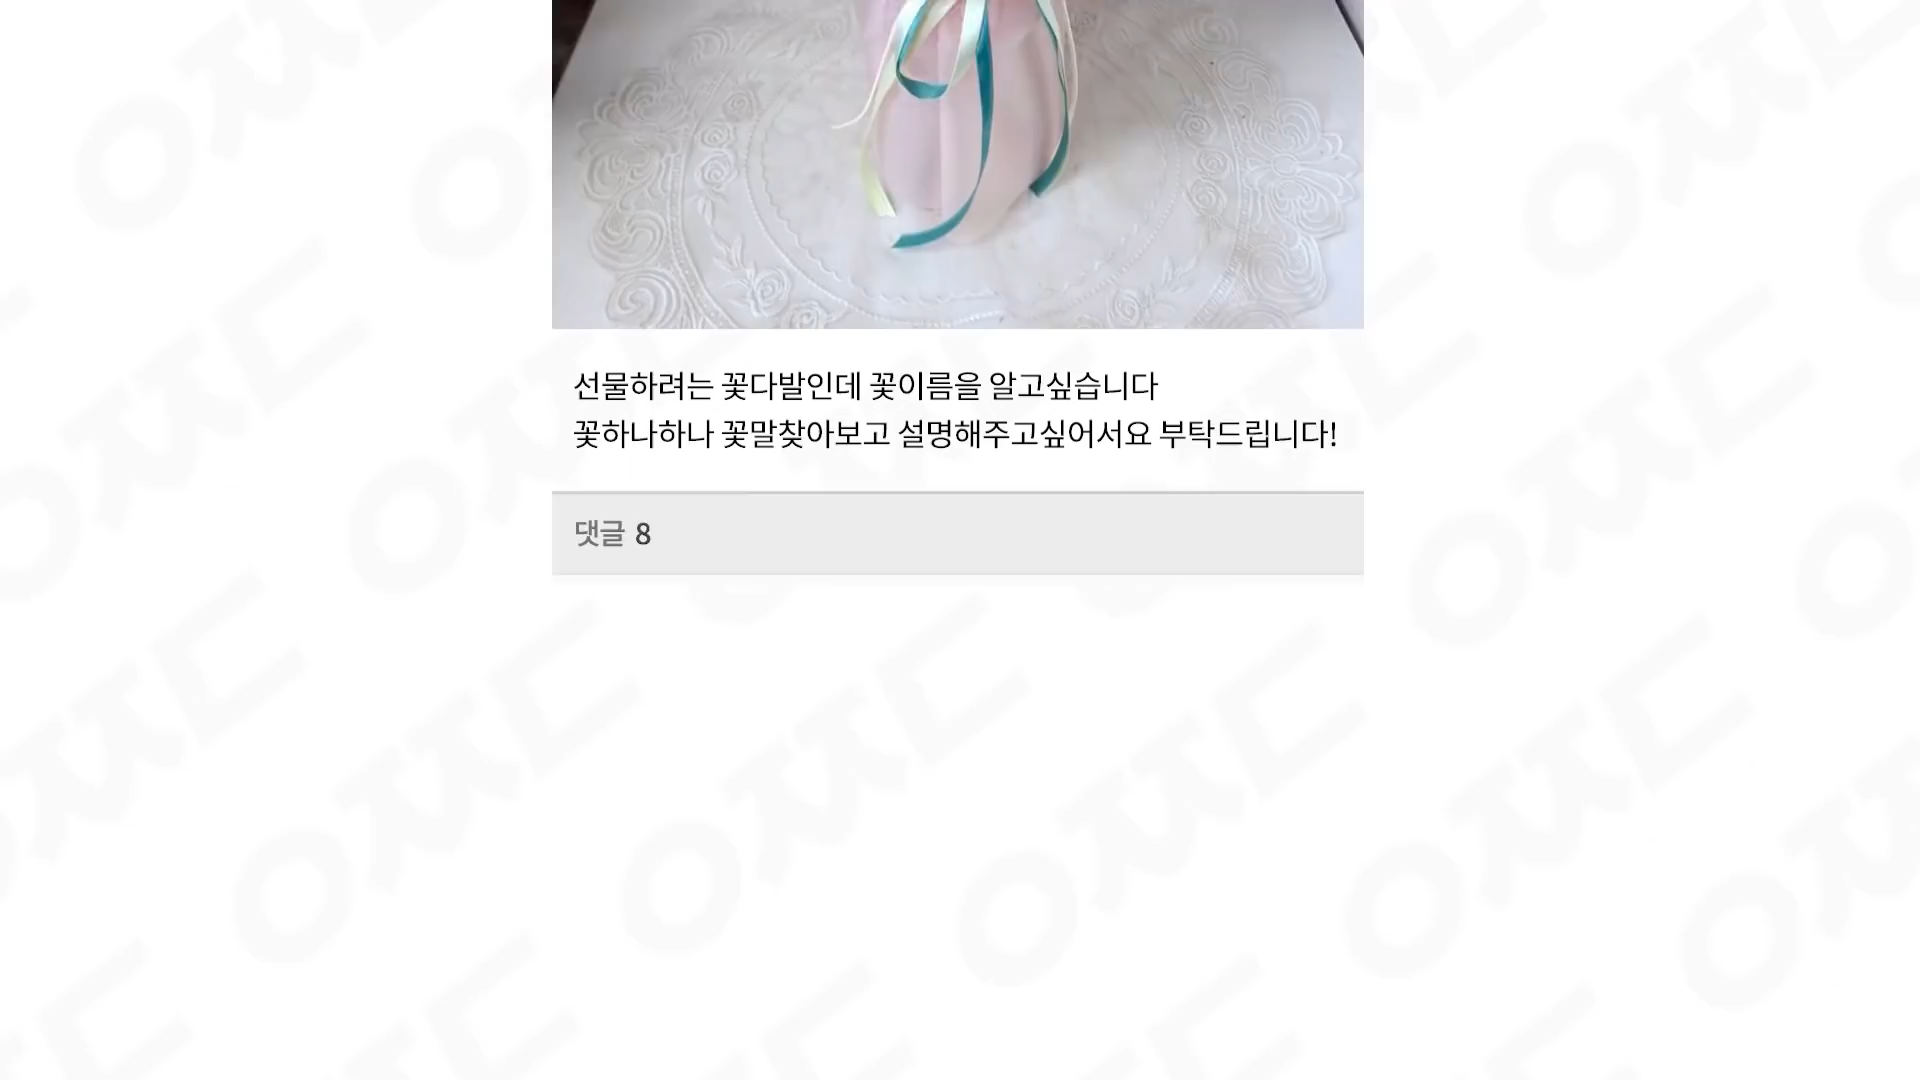 선물하려는 꽃다발인데 꽃이름을 알고싶습니다
꽃하나하나 꽃말찾아보고 설명해주고싶어서요 부탁드립니다!
댓글 8